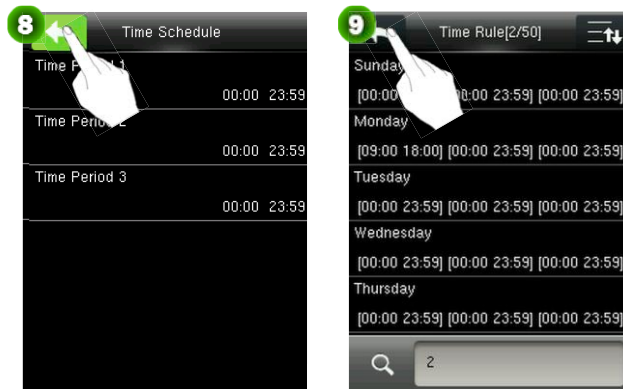 8
Time Schedule
Time P 1
00:00 23:59
Time Period 2
00:00 23:59
Time Period 3
00:00 23:59
9
Time Rule[2/50]
Sunday
[00:00 00:00 23:59] [00:00 23:59]
Monday
[09:00 18:00] [00:00 23:59] [00:00 23:59]
Tuesday
[00:00 23:59] [00:00 23:59] [00:00 23:59]
Wednesday
[00:00 23:59] [00:00 23:59] [00:00 23:59]
Thursday
[00:00 23:59] [00:00 23:59] [00:00 23:59]
2